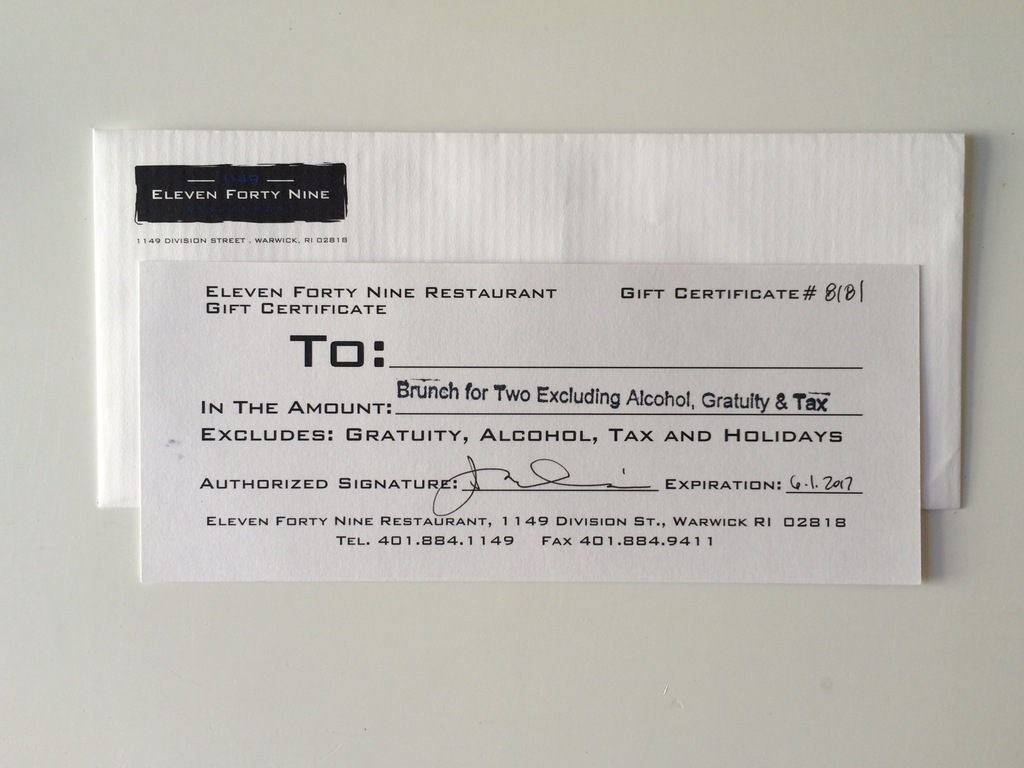 1149
ELEVEN FORTY NINE
1149 DIVISION STREET . WARWICK, RI 02818
ELEVEN FORTY NINE RESTAURANT
GIFT CERTIFICATE
GIFT CERTIFICATE# 8181
TO:
IN THE AMOUNT: Brunch for Two Excluding Alcohol, Gratuity & Tax
EXCLUDES: GRATUITY, ALCOHOL, TAX AND HOLIDAYS
AUTHORIZED SIGNATURE: EXPIRATION: 6.1.2017
ELEVEN FORTY NINE RESTAURANT, 1149 DIVISION ST., WARWICK RI 02818
TEL. 401.884.1149 FAX 401.884.9411